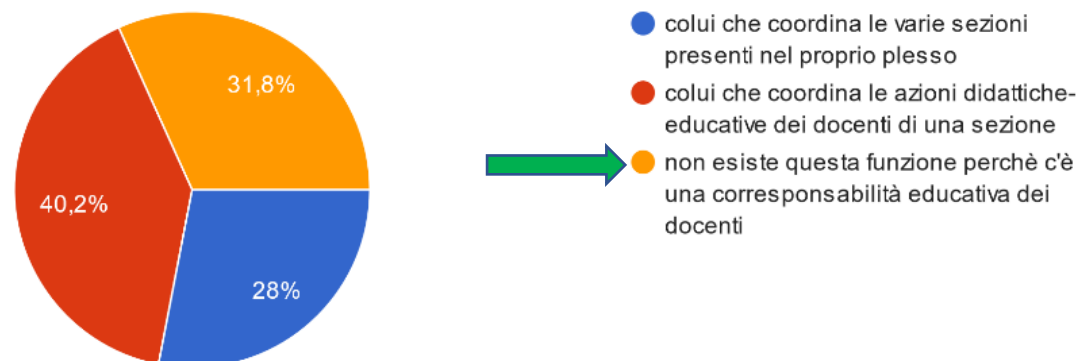 31,8%
40,2%
28%
colui che coordina le varie sezioni
presenti nel proprio plesso
colui che coordina le azioni didattiche-
educative dei docenti di una sezione
non esiste questa funzione perchè c'è
una corresponsabilità educativa dei
docenti